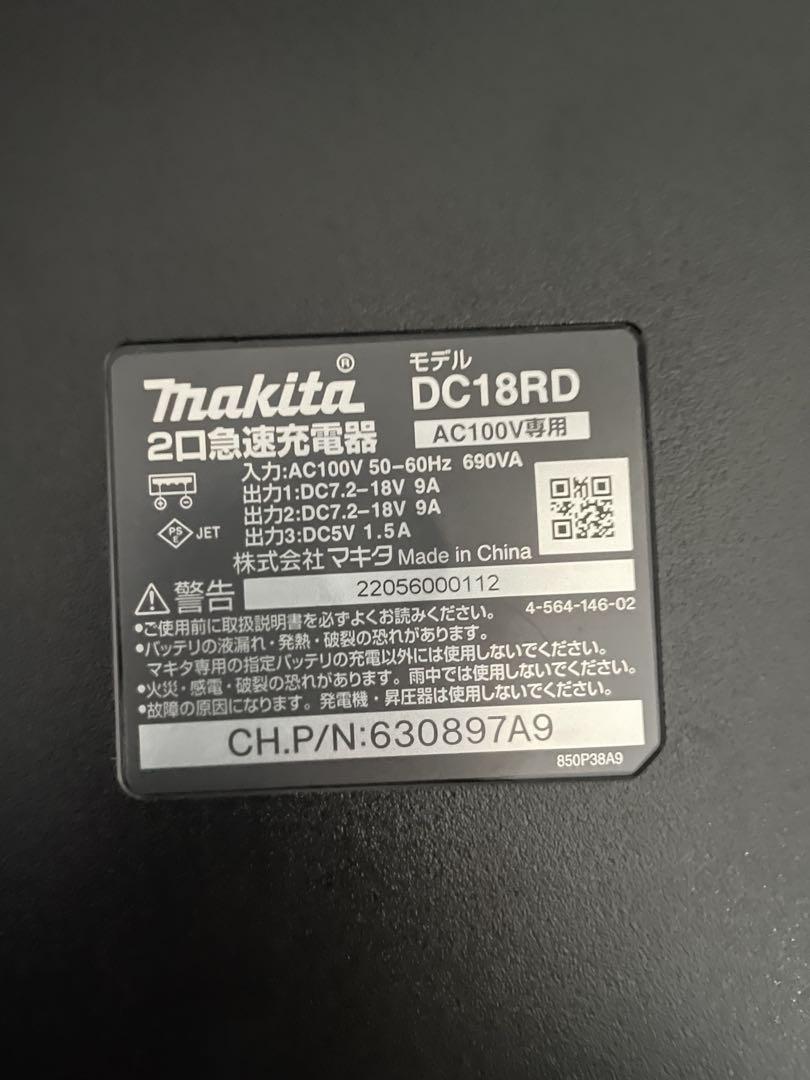 makita®
モデル
DC18RD
2口急速充電器
AC100V専用
入力:AC100V 50-60Hz 690VA
出力1:DC7.2-18V 9A
出力2:DC7.2-18V 9A
出力3:DC5V 1.5A
PS
E
JET
株式会社マキタ Made in China
警告
22056000112
4-564-146-02
•ご使用前に取扱説明書を必ずよくお読みください。
•バッテリの液漏れ・発熱・破裂の恐れがあります。
マキタ専用の指定バッテリの充電以外には使用しないでください。
•火災・感電・破裂の恐れがあります。雨中では使用しないでください。
•故障の原因になります。発電機・昇圧器は使用しないでください。
CH.P/N:630897A9
850P38A9